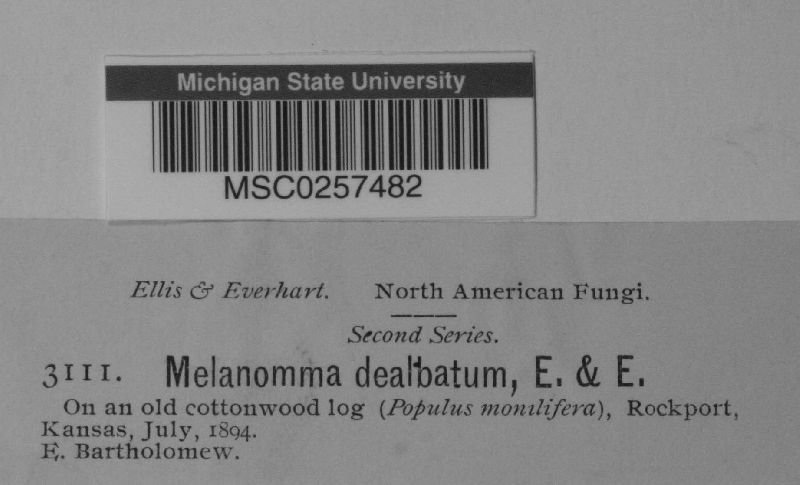 Michigan State University
MSC0257482
Ellis & Everhart. North American Fungi.
Second Series.
3111. Melanomma dealbatum, E. & E.
On an old cottonwood log (Populus monilifera), Rockport,
Kansas, July, 1894.
E. Bartholomew.